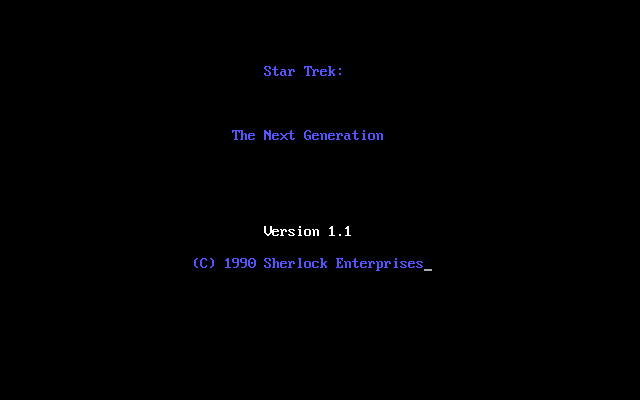 Star Trek:
The Next Generation
Version 1.1
(C) 1990 Sherlock Enterprises_